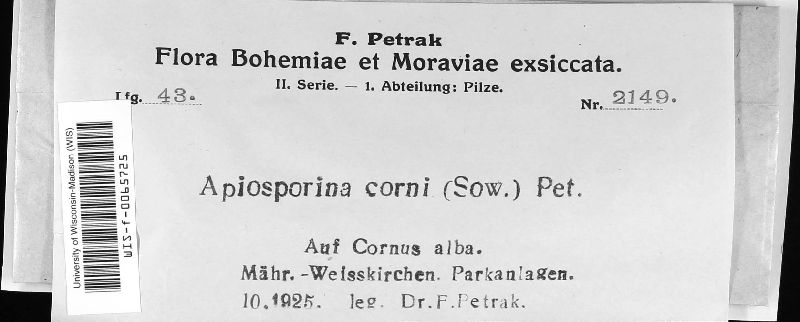 F. Petrak
Flora Bohemiae et Moraviae exsiccata.
II. Serie. — 1. Abteilung: Pilze.
Lfg. 43.
Nr. 2149.
Apiosporina corni (Sow.) Pet.
Auf Cornus alba.
Mähr.-Weisskirchen. Parkanlagen.
10.1925. leg. Dr.F.Petrak.
University of Wisconsin-Madison (WIS)
WIS-f-0065725